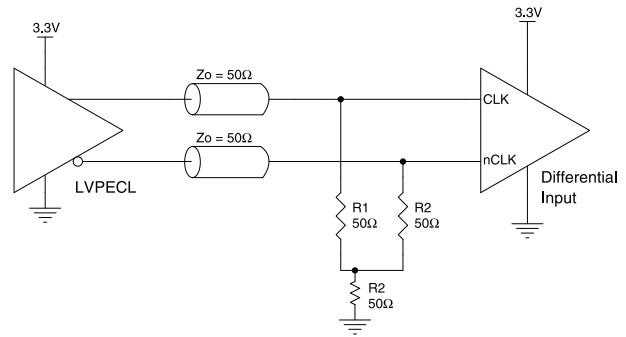 3.3V
3.3V
Zo = 50Ω
CLK
Zo = 50Ω
nCLK
LVPECL
Differential
Input
R1
50Ω
R2
50Ω
R2
50Ω